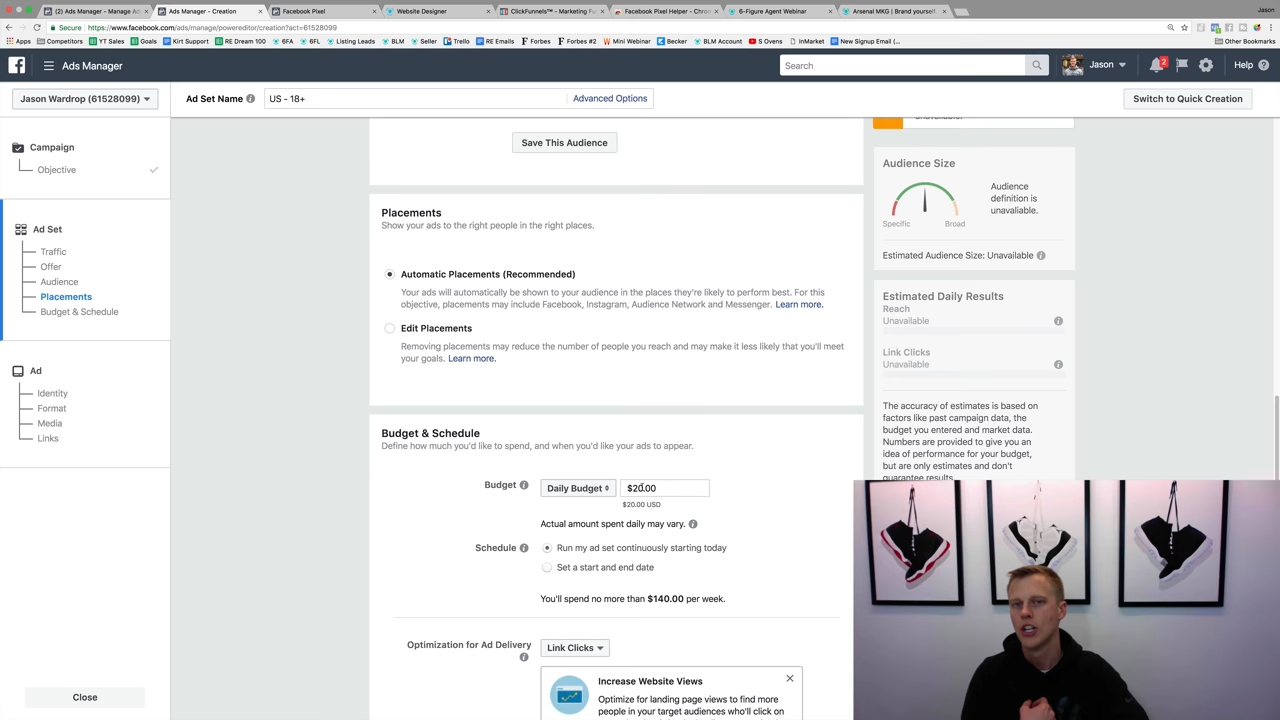 (2) Ads Manager - Manage Ad
Ads Manager - Creation
Facebook Pixel
Website Designer
ClickFunnels™ - Marketing Fu
Facebook Pixel Helper - Chro
6-Figure Agent Webinar
Arsenal MKG | Brand yourself
Jason
Secure
https://www.facebook.com/ads/manage/powereditor/creation?act=61528099
Apps
Competitors
YT Sales
Goals
Kirt Support
RE Dream 100
6FA
6FL
Listing Leads
BLM
Seller
Trello
RE Emails
Forbes
Forbes #2
Mini Webinar
Becker
BLM Account
S Ovens
InMarket
New Signup Email (...
Other Bookmarks
Ads Manager
Search
Jason
2
Help
Jason Wardrop (61528099)
Ad Set Name
US - 18+
Advanced Options
Switch to Quick Creation
Campaign
Objective
Ad Set
Traffic
Offer
Audience
Placements
Budget & Schedule
Ad
Identity
Format
Media
Links
Close
Save This Audience
Placements
Show your ads to the right people in the right places.
Automatic Placements (Recommended)
Your ads will automatically be shown to your audience in the places they're likely to perform best. For this
objective, placements may include Facebook, Instagram, Audience Network and Messenger. Learn more.
Edit Placements
Removing placements may reduce the number of people you reach and may make it less likely that you'll meet
your goals. Learn more.
Budget & Schedule
Define how much you'd like to spend, and when you'd like your ads to appear.
Budget
Daily Budget
$20.00
$20.00 USD
Actual amount spent daily may vary.
Schedule
Run my ad set continuously starting today
Set a start and end date
You'll spend no more than $140.00 per week.
Optimization for Ad Delivery
Link Clicks
Increase Website Views
Optimize for landing page views to find more
people in your target audiences who'll click on
unavailable.
Audience Size
Specific
Broad
Audience
definition is
unavailable.
Estimated Audience Size: Unavailable
Estimated Daily Results
Reach
Unavailable
Link Clicks
Unavailable
The accuracy of estimates is based on
factors like past campaign data, the
budget you entered and market data.
Numbers are provided to give you an
idea of performance for your budget,
but are only estimates and don't
guarantee results.